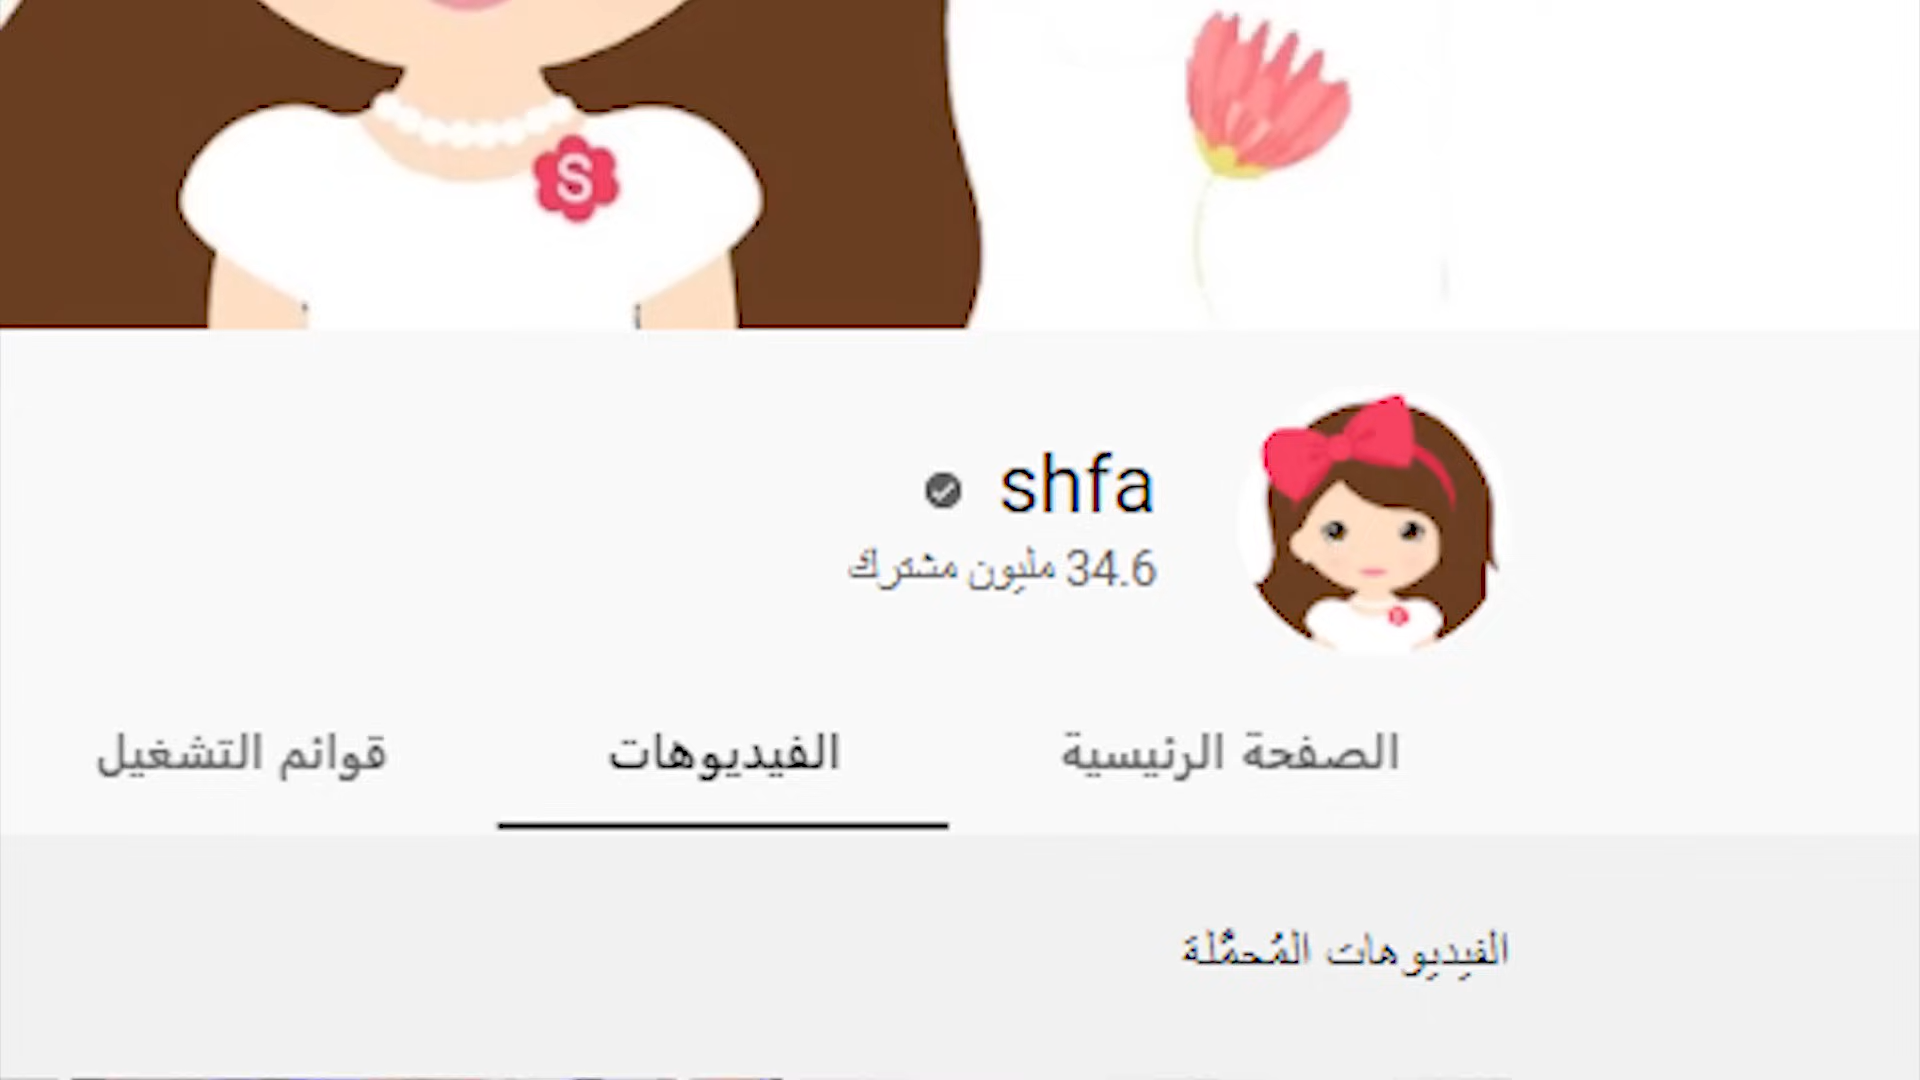 S
shfa
34.6 مليون مشترك
الصفحة الرئيسية
الفيديوهات
قوائم التشغيل
الفيديوهات المُحمَّلة